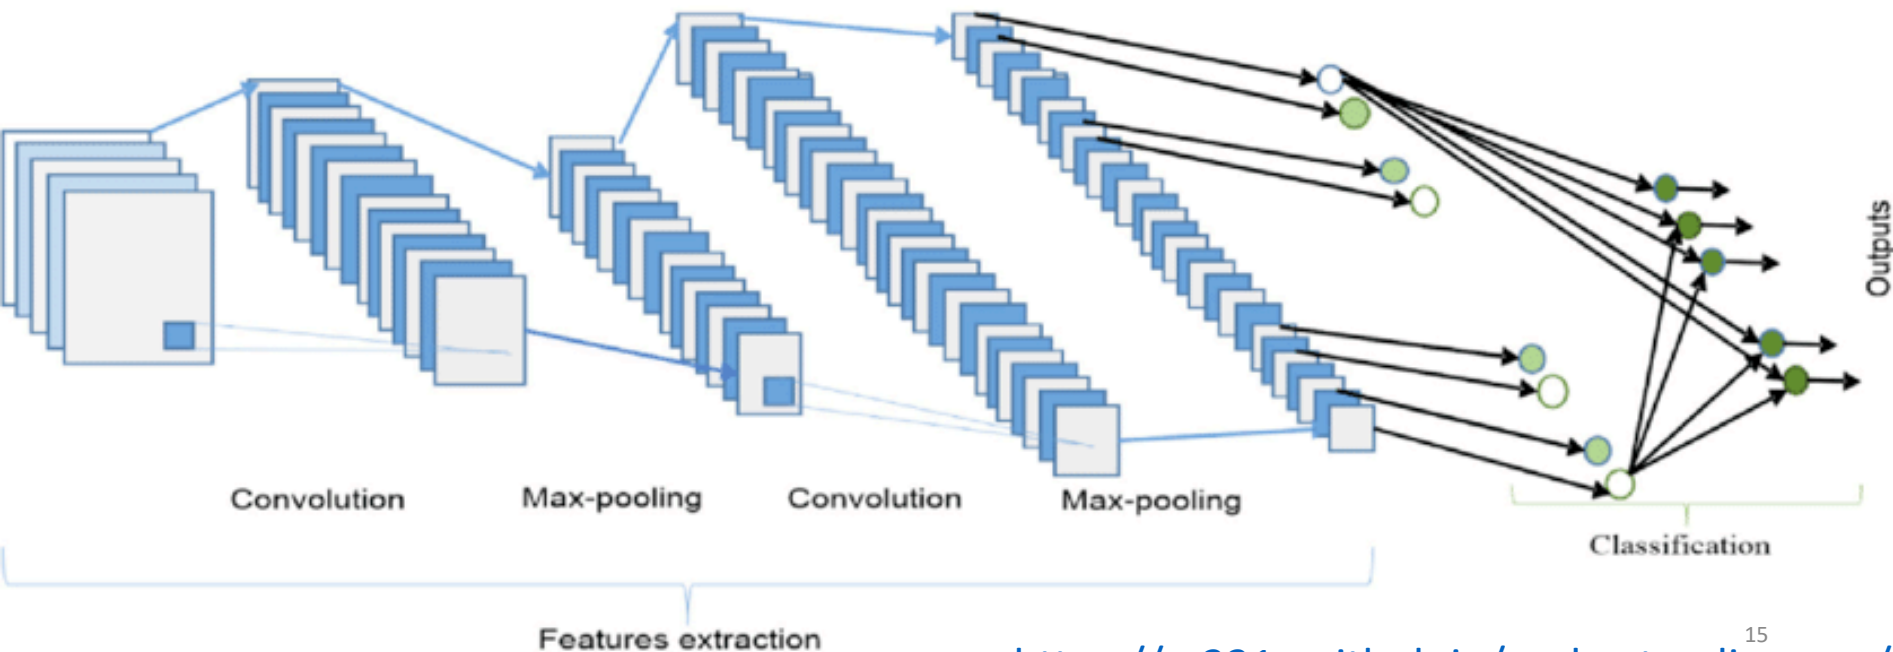 Outputs
Convolution
Max-pooling
Convolution
Max-pooling
Classification
Features extraction
15